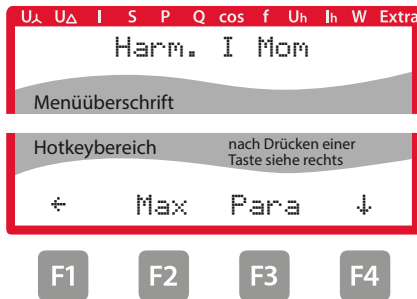 U⅄ U∆ I S P Q cos f Uh Ih W Extra
Harm. I Mom
Menüüberschrift
Hotkeybereich
nach Drücken einer
Taste siehe rechts
← Max Para ↓
F1 F2 F3 F4